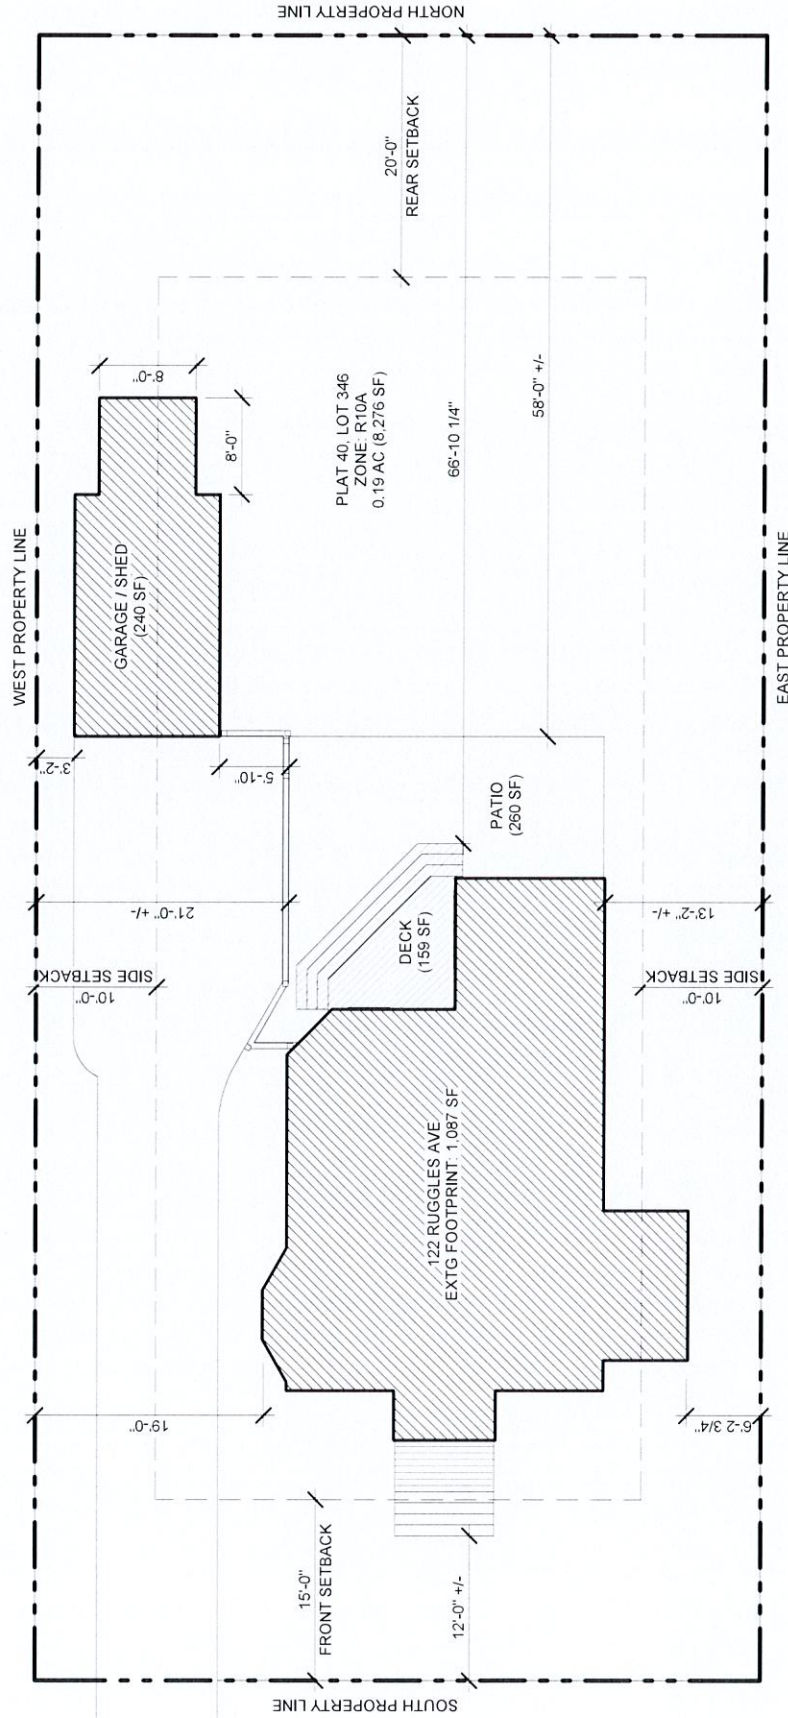 NORTH PROPERTY LINE
20'-0"
REAR SETBACK
8'-0"
8'-0"
PLAT 40, LOT 346
ZONE: R10A
0.19 AC (8,276 SF)
66'-10 1/4"
58'-0" +/-
WEST PROPERTY LINE
GARAGE / SHED
(240 SF)
EAST PROPERTY LINE
3'-2"
5'-10"
PATIO
(260 SF)
21'-0" +/-
DECK
(159 SF)
13'-2" +/-
SIDE SETBACK
10'-0"
SIDE SETBACK
10'-0"
122 RUGGLES AVE
EXTG FOOTPRINT: 1,087 SF
19'-0"
6'-2 3/4"
15'-0"
FRONT SETBACK
12'-0" +/-
SOUTH PROPERTY LINE